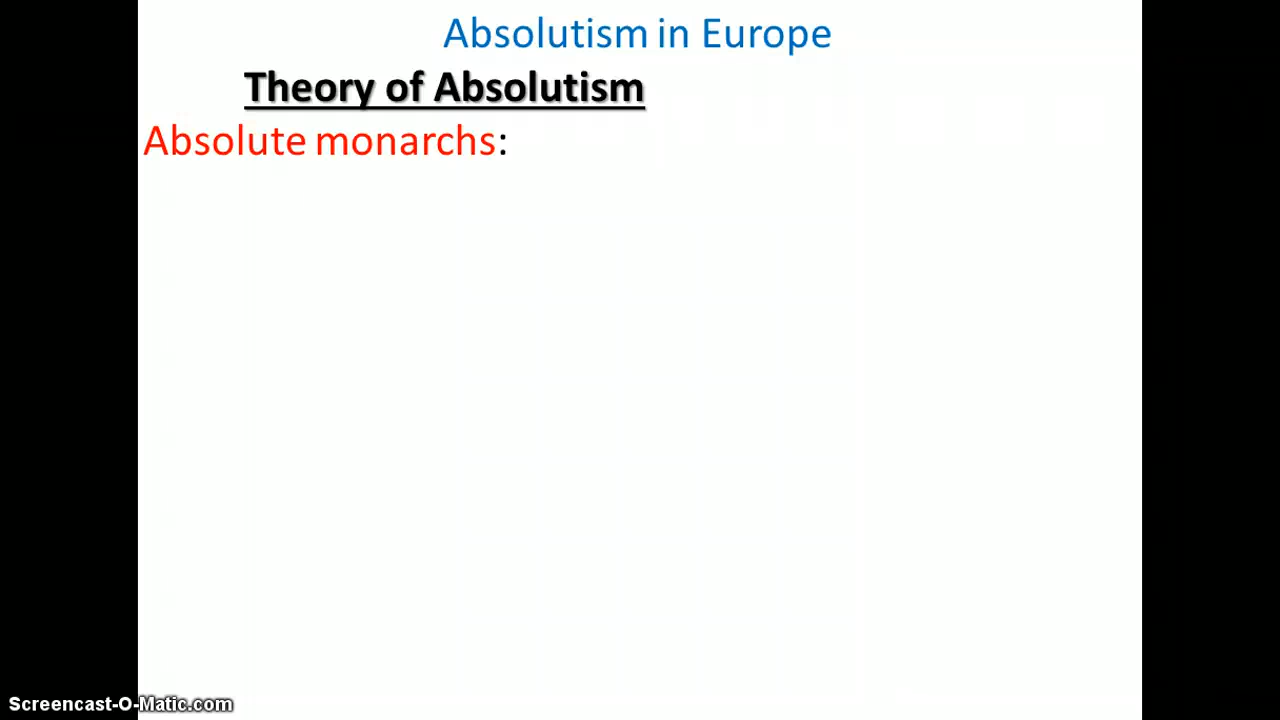 Absolutism in Europe
Theory of Absolutism
Absolute monarchs:
Screencast-O-Matic.com